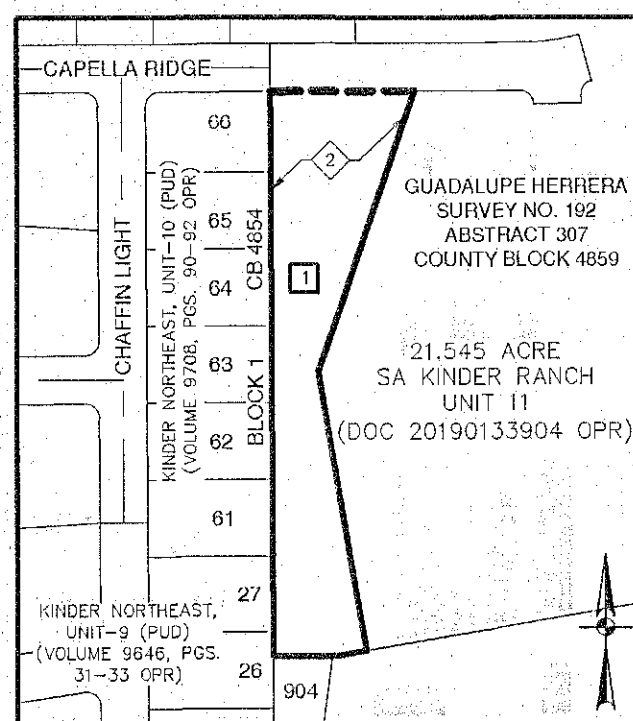 CAPELLA RIDGE
CHAFFIN LIGHT
KINDER NORTHEAST, UNIT-10 (PUD)
(VOLUME 9708, PGS. 90-92 OPR)
66
65
64
63
62
61
27
26
904
CB 4854
BLOCK 1
2
1
GUADALUPE HERRERA
SURVEY NO. 192
ABSTRACT 307
COUNTY BLOCK 4859
21.545 ACRE
SA KINDER RANCH
UNIT 11
(DOC 20190133904 OPR)
KINDER NORTHEAST,
UNIT-9 (PUD)
(VOLUME 9646, PGS.
31-33 OPR)